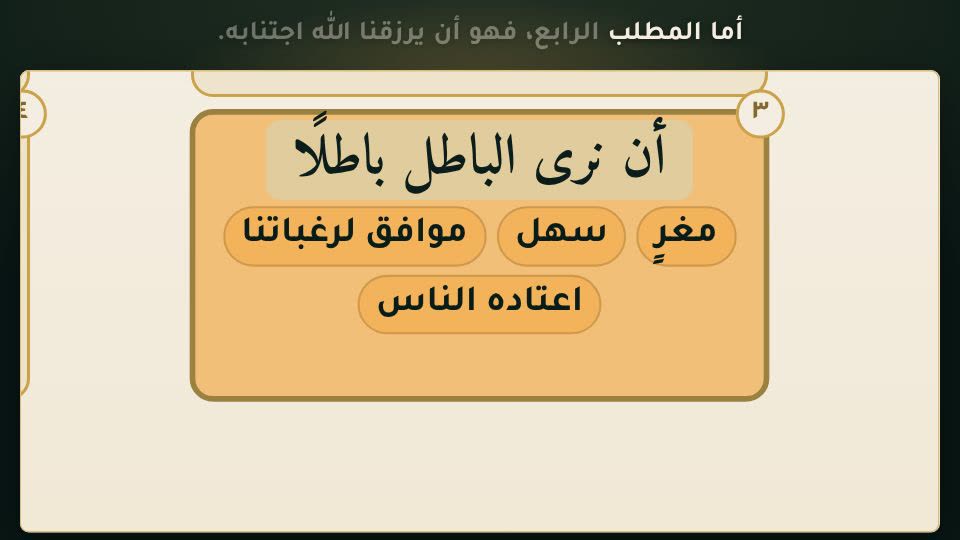 أما المطلب الرابع، فهو أن يرزقنا الله اجتنابه.
٣
٤
أن نرى الباطل باطلًا
مغرٍ سهل موافق لرغباتنا
اعتاده الناس